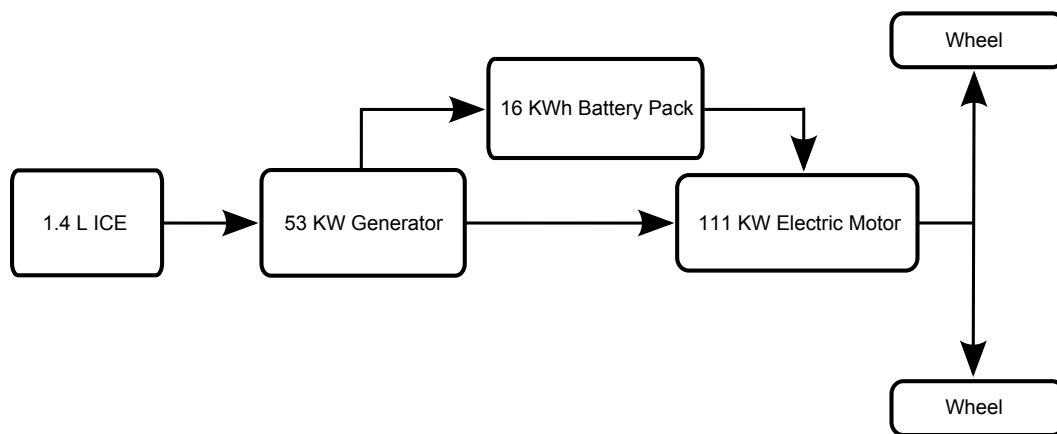 Wheel
16 KWh Battery Pack
1.4 L ICE
53 KW Generator
111 KW Electric Motor
Wheel